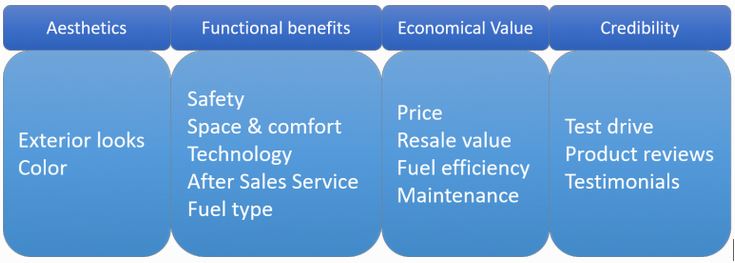 Aesthetics
Exterior looks
Color
Functional benefits
Safety
Space & comfort
Technology
After Sales Service
Fuel type
Economical Value
Price
Resale value
Fuel efficiency
Maintenance
Credibility
Test drive
Product reviews
Testimonials